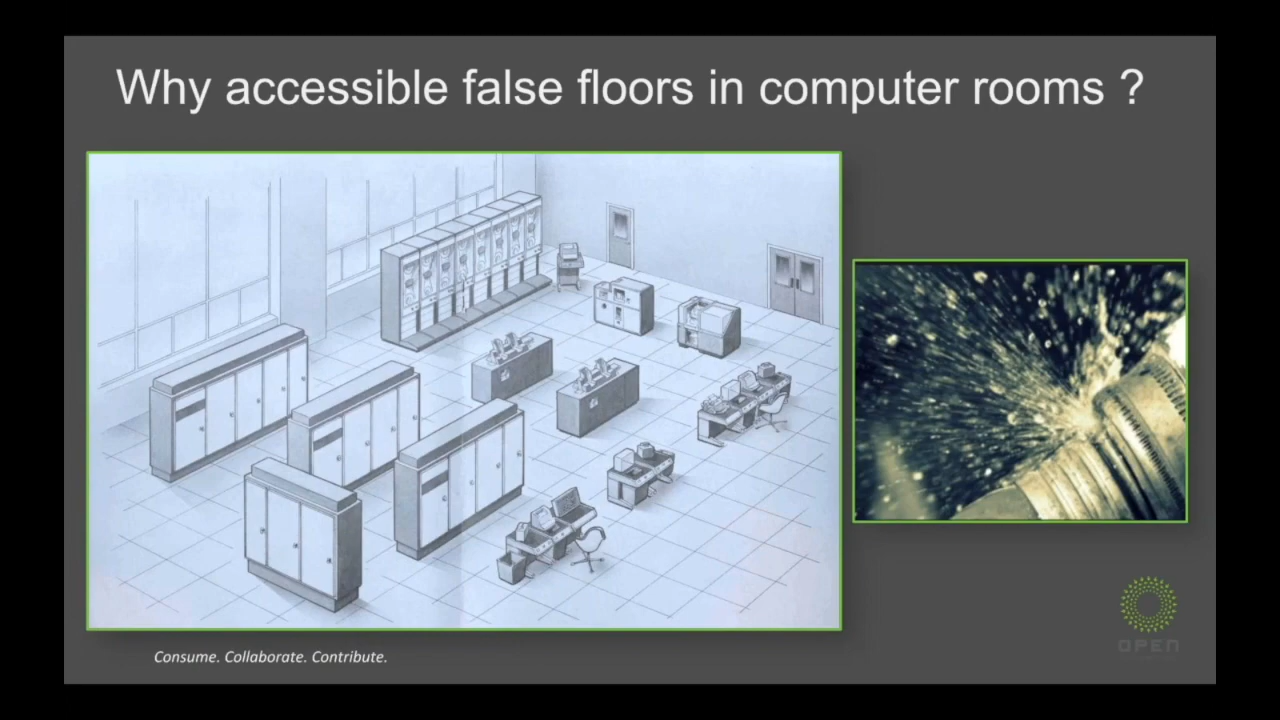 Why accessible false floors in computer rooms ?
Consume. Collaborate. Contribute.
OPEN